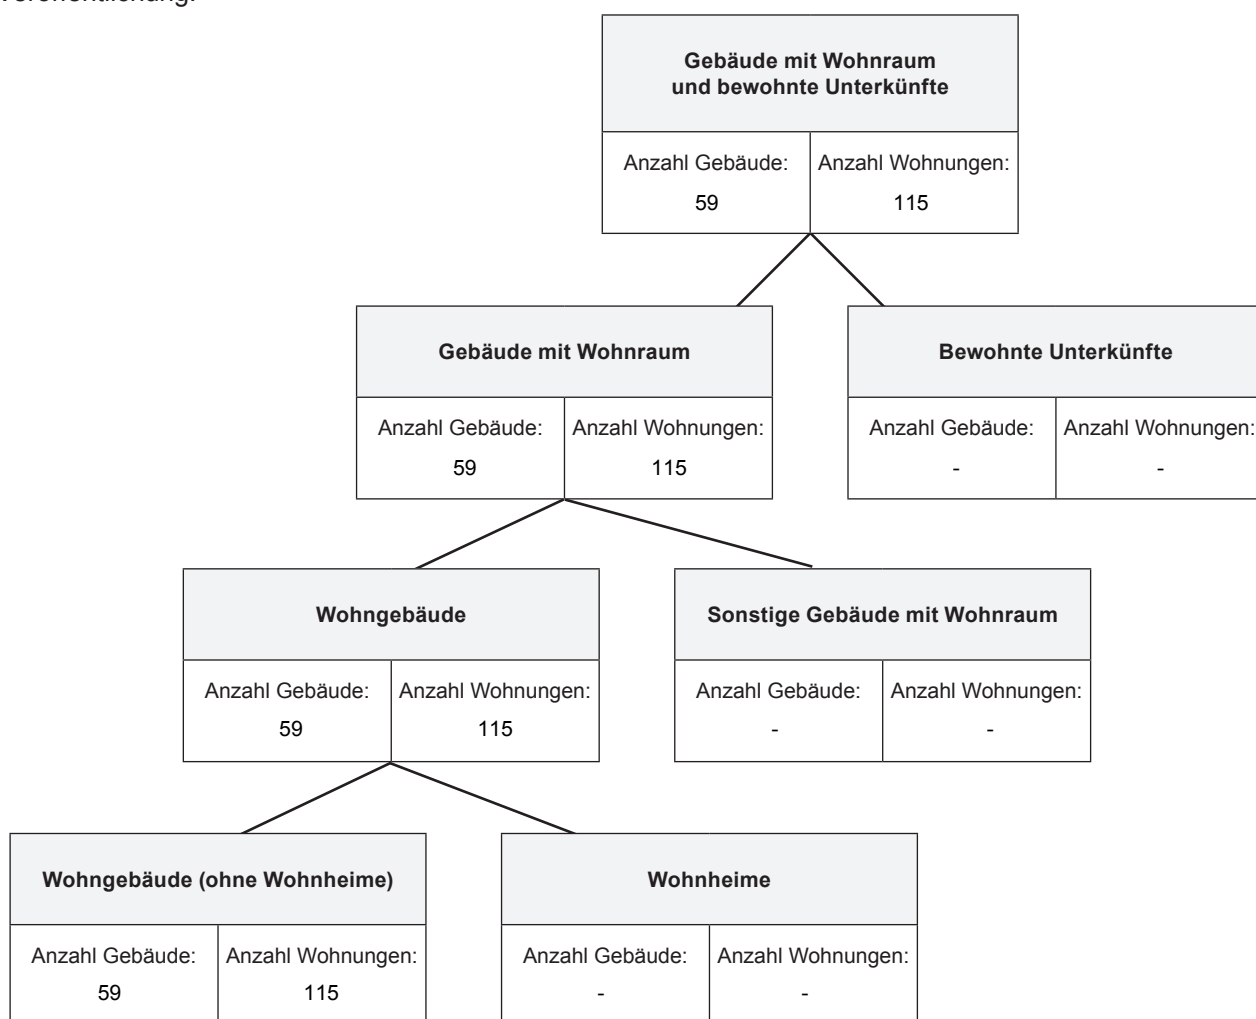 Veröffentlichung.
Gebäude mit Wohnraum
und bewohnte Unterkünfte
Anzahl Gebäude: Anzahl Wohnungen:
59 115
Gebäude mit Wohnraum Bewohnte Unterkünfte
Anzahl Gebäude: Anzahl Wohnungen: Anzahl Gebäude: Anzahl Wohnungen:
59 115 - -
Wohngebäude Sonstige Gebäude mit Wohnraum
Anzahl Gebäude: Anzahl Wohnungen: Anzahl Gebäude: Anzahl Wohnungen:
59 115 - -
Wohngebäude (ohne Wohnheime) Wohnheime
Anzahl Gebäude: Anzahl Wohnungen: Anzahl Gebäude: Anzahl Wohnungen:
59 115 - -